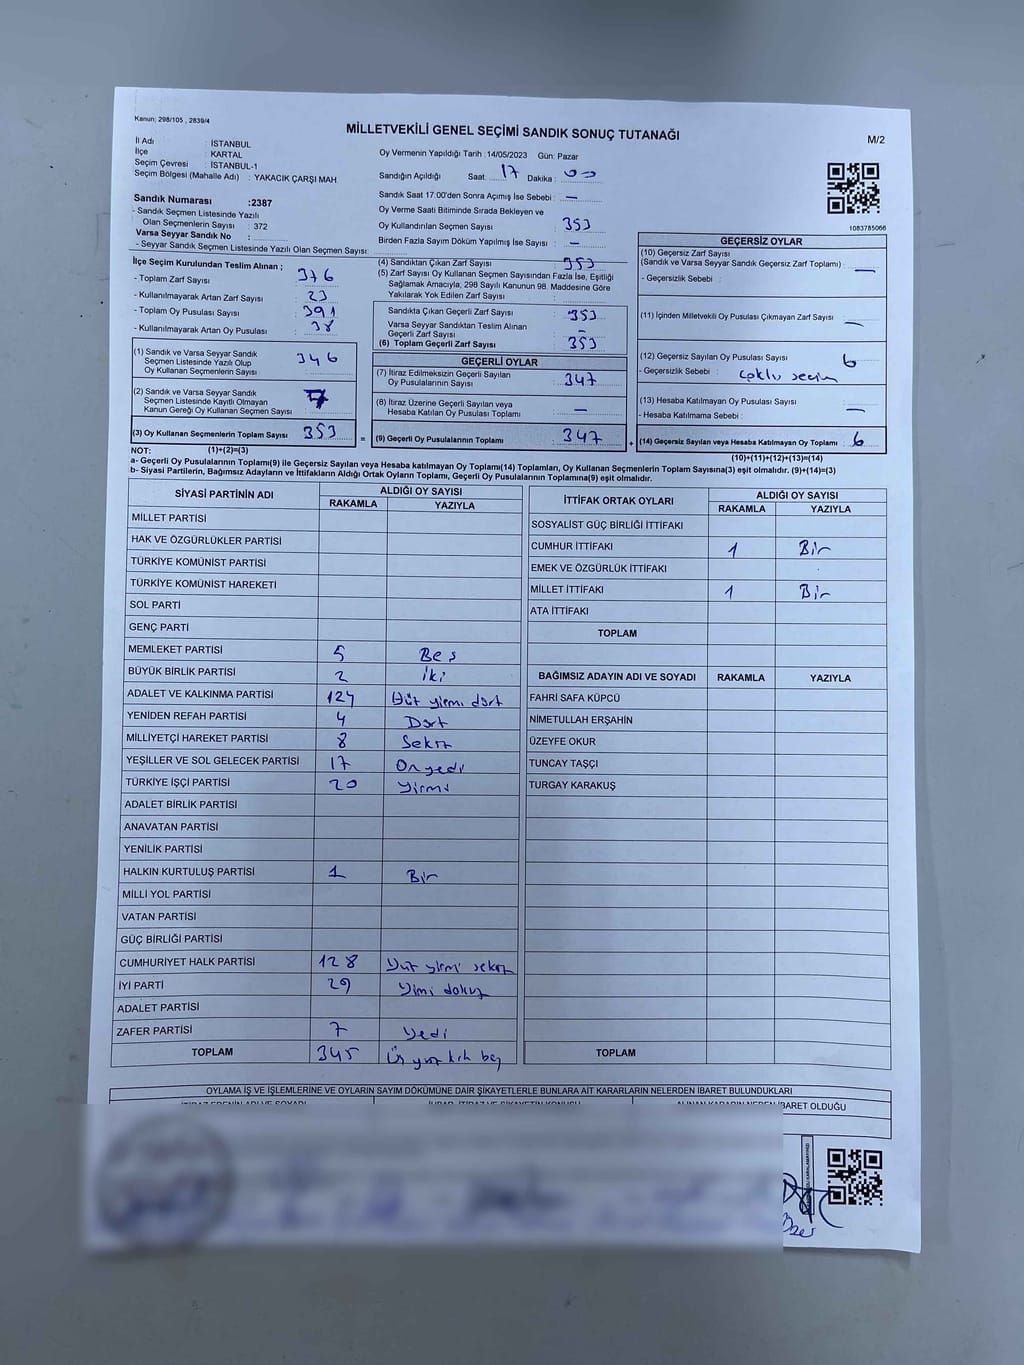 Kanun; 298/105 , 2839/4
MİLLETVEKİLİ GENEL SEÇİMİ SANDIK SONUÇ TUTANAĞI
M/2
İl Adı : İSTANBUL
İlçe : KARTAL
Seçim Çevresi : İSTANBUL-1
Seçim Bölgesi (Mahalle Adı) : YAKACIK ÇARŞI MAH.
Sandık Numarası :2387
- Sandık Seçmen Listesinde Yazılı
Olan Seçmenlerin Sayısı : 372
Varsa Seyyar Sandık No :
- Seyyar Sandık Seçmen Listesinde Yazılı Olan Seçmen Sayısı:
Oy Vermenin Yapıldığı Tarih :14/05/2023 Gün: Pazar
Sandığın Açıldığı Saat: 17 Dakika: 00
Sandık Saat 17.00'den Sonra Açımış İse Sebebi : —
Oy Verme Saati Bitiminde Sırada Bekleyen ve
Oy Kullandırılan Seçmen Sayısı : 353
Birden Fazla Sayım Döküm Yapılmış İse Sayısı : —
1083785066
İlçe Seçim Kurulundan Teslim Alınan ;
- Toplam Zarf Sayısı : 376
- Kullanılmayarak Artan Zarf Sayısı : 23
- Toplam Oy Pusulası Sayısı : 391
- Kullanılmayarak Artan Oy Pusulası : 38
(4) Sandıktan Çıkan Zarf Sayısı : 353
(5) Zarf Sayısı Oy Kullanan Seçmen Sayısından Fazla İse, Eşitliği
Sağlamak Amacıyla, 298 Sayılı Kanunun 98. Maddesine Göre
Yakılarak Yok Edilen Zarf Sayısı :
Sandıkta Çıkan Geçerli Zarf Sayısı : 353
Varsa Seyyar Sandıktan Teslim Alınan
Geçerli Zarf Sayısı : –
(6) Toplam Geçerli Zarf Sayısı : 353
(1) Sandık ve Varsa Seyyar Sandık
Seçmen Listesinde Yazılı Olup
Oy Kullanan Seçmenlerin Sayısı : 346
(2) Sandık ve Varsa Seyyar Sandık
Seçmen Listesinde Kayıtlı Olmayan
Kanun Gereği Oy Kullanan Seçmen Sayısı : 7
(3) Oy Kullanan Seçmenlerin Toplam Sayısı : 353
GEÇERLİ OYLAR
(7) İtiraz Edilmeksizin Geçerli Sayılan
Oy Pusulalarının Sayısı : 347
(8) İtiraz Üzerine Geçerli Sayılan veya
Hesaba Katılan Oy Pusulası Toplamı : —
= (9) Geçerli Oy Pusulalarının Toplamı : 347
GEÇERSİZ OYLAR
(10) Geçersiz Zarf Sayısı
(Sandık ve Varsa Seyyar Sandık Geçersiz Zarf Toplamı) : —
- Geçersizlik Sebebi :
(11) İçinden Milletvekili Oy Pusulası Çıkmayan Zarf Sayısı : —
(12) Geçersiz Sayılan Oy Pusulası Sayısı : 6
- Geçersizlik Sebebi : çoklu seçim
(13) Hesaba Katılmayan Oy Pusulası Sayısı : —
- Hesaba Katılmama Sebebi :
+ (14) Geçersiz Sayılan veya Hesaba Katılmayan Oy Toplamı : 6
NOT: (1)+(2)=(3)
(10)+(11)+(12)+(13)=(14)
a- Geçerli Oy Pusulalarının Toplamı(9) ile Geçersiz Sayılan veya Hesaba katılmayan Oy Toplamı(14) Toplamları, Oy Kullanan Seçmenlerin Toplam Sayısına(3) eşit olmalıdır. (9)+(14)=(3)
b- Siyasi Partilerin, Bağımsız Adayların ve İttifakların Aldığı Ortak Oyların Toplamı, Geçerli Oy Pusulalarının Toplamına(9) eşit olmalıdır.
SİYASİ PARTİNİN ADI ALDIĞI OY SAYISI
RAKAMLA YAZIYLA
MİLLET PARTİSİ
HAK VE ÖZGÜRLÜKLER PARTİSİ
TÜRKİYE KOMÜNİST PARTİSİ
TÜRKİYE KOMÜNİST HAREKETİ
SOL PARTİ
GENÇ PARTİ
MEMLEKET PARTİSİ 5 Beş
BÜYÜK BİRLİK PARTİSİ 2 İki
ADALET VE KALKINMA PARTİSİ 124 yirmi dört
YENİDEN REFAH PARTİSİ 4 Dört
MİLLİYETÇİ HAREKET PARTİSİ 8 Sekiz
YEŞİLLER VE SOL GELECEK PARTİSİ 17 Onyedi
TÜRKİYE İŞÇİ PARTİSİ 20 Yirmi
ADALET BİRLİK PARTİSİ
ANAVATAN PARTİSİ
YENİLİK PARTİSİ
HALKIN KURTULUŞ PARTİSİ 1 Bir
MİLLİ YOL PARTİSİ
VATAN PARTİSİ
GÜÇ BİRLİĞİ PARTİSİ
CUMHURİYET HALK PARTİSİ 128 Yüz yirmi sekiz
İYİ PARTİ 29 Yimi dokuz
ADALET PARTİSİ
ZAFER PARTİSİ 7 Yedi
TOPLAM 345 Üç yüz kırk beş
İTTİFAK ORTAK OYLARI ALDIĞI OY SAYISI
RAKAMLA YAZIYLA
SOSYALİST GÜÇ BİRLİĞİ İTTİFAKI
CUMHUR İTTİFAKI 1 Bir
EMEK VE ÖZGÜRLÜK İTTİFAKI
MİLLET İTTİFAKI 1 Bir
ATA İTTİFAKI
TOPLAM
BAĞIMSIZ ADAYIN ADI VE SOYADI RAKAMLA YAZIYLA
FAHRİ SAFA KÜPCÜ
NİMETULLAH ERŞAHİN
ÜZEYFE OKUR
TUNCAY TAŞÇI
TURGAY KARAKUŞ
TOPLAM
OYLAMA İŞ VE İŞLEMLERİNE VE OYLARIN SAYIM DÖKÜMÜNE DAİR ŞİKAYETLERLE BUNLARA AİT KARARLARIN NELERDEN İBARET BULUNDUKLARI
İTİRAZ EDENİN ADI VE SOYADI İHBAR, İTİRAZ VE ŞİKAYETİN KONUSU ALINAN KARARIN NEDEN İBARET OLDUĞU